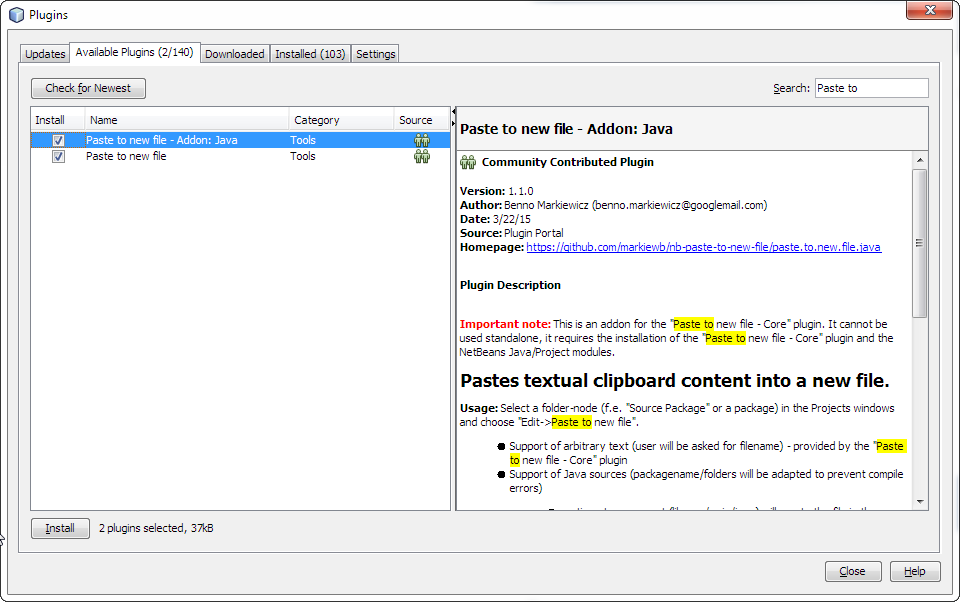 Plugins
Updates Available Plugins (2/140) Downloaded Installed (103) Settings
Check for Newest
Search: Paste to
Install Name Category Source
Paste to new file - Addon: Java Tools
Paste to new file Tools
Paste to new file - Addon: Java
Community Contributed Plugin
Version: 1.1.0
Author: Benno Markiewicz (benno.markiewicz@googlemail.com)
Date: 3/22/15
Source: Plugin Portal
Homepage: https://github.com/markiewb/nb-paste-to-new-file/paste.to.new.file.java
Plugin Description
Important note: This is an addon for the "Paste to new file - Core" plugin. It cannot be
used standalone, it requires the installation of the "Paste to new file - Core" plugin and the
NetBeans Java/Project modules.
Pastes textual clipboard content into a new file.
Usage: Select a folder-node (f.e. "Source Package" or a package) in the Projects windows
and choose "Edit->Paste to new file".
Support of arbitrary text (user will be asked for filename) - provided by the "Paste
to new file - Core" plugin
Support of Java sources (packagename/folders will be adapted to prevent compile
errors)
Install 2 plugins selected, 37kB
Close Help